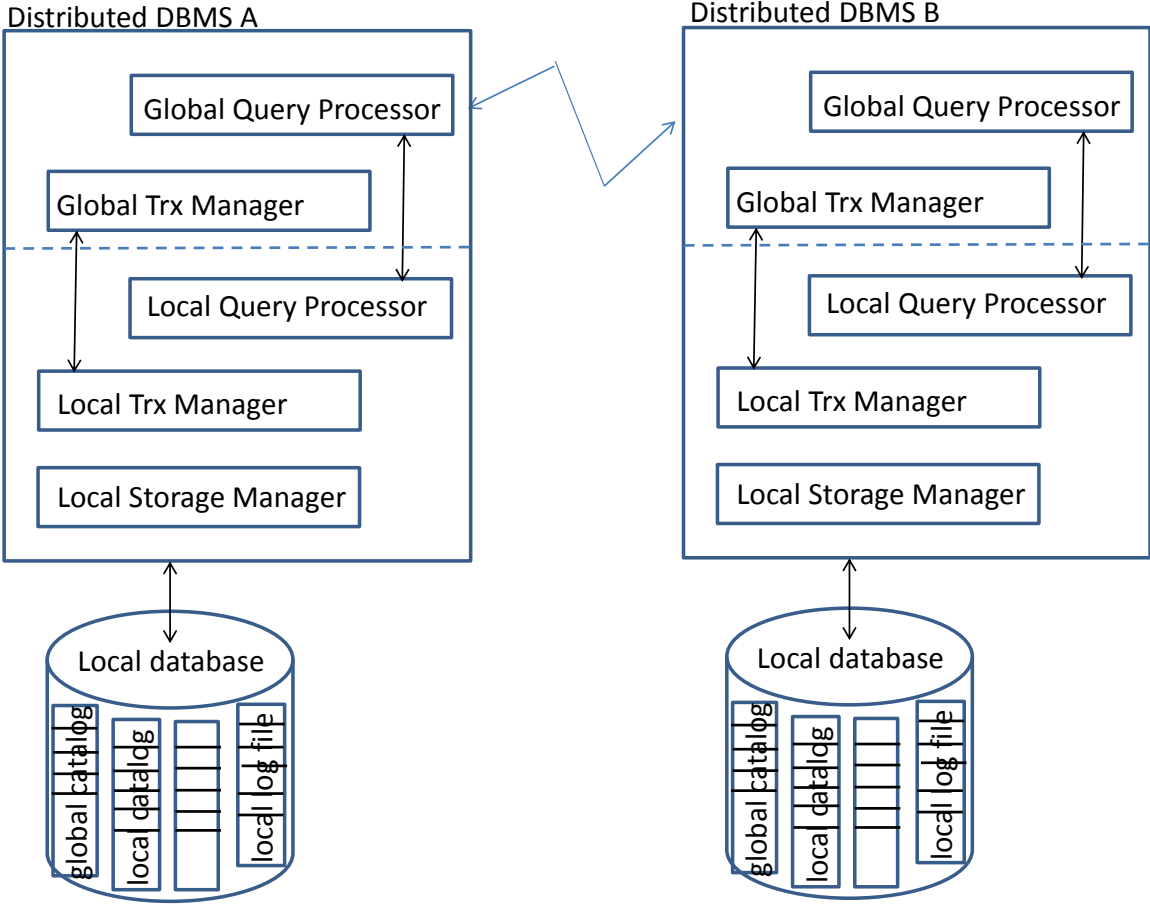 Distributed DBMS A
Global Query Processor
Global Trx Manager
Local Query Processor
Local Trx Manager
Local Storage Manager
Local database
global catalog
local catalog
local log file
Distributed DBMS B
Global Query Processor
Global Trx Manager
Local Query Processor
Local Trx Manager
Local Storage Manager
Local database
global catalog
local catalog
local log file